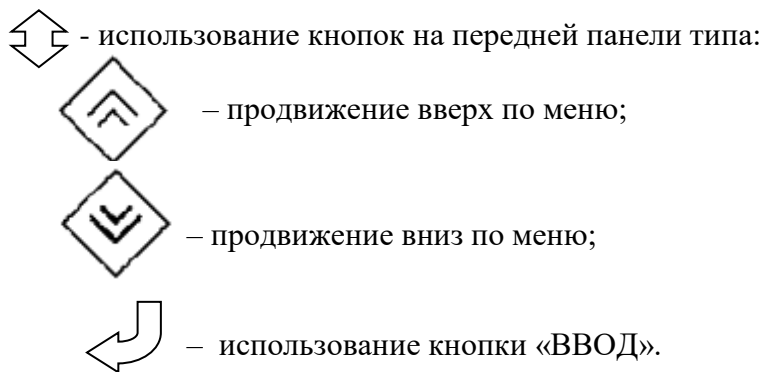 - использование кнопок на передней панели типа:
– продвижение вверх по меню;
– продвижение вниз по меню;
– использование кнопки «ВВОД».